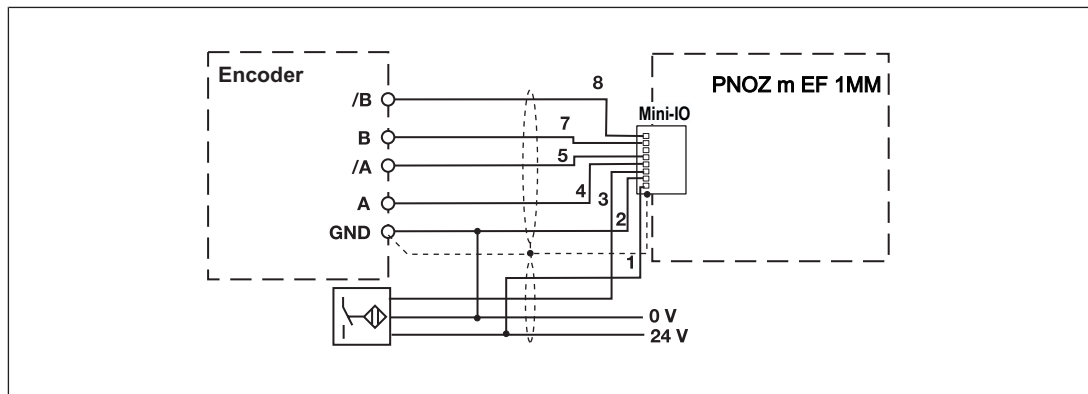 Encoder
PNOZ m EF 1MM
Mini-IO
/B
8
B
7
/A
5
A
4
3
GND
2
1
0 V
24 V